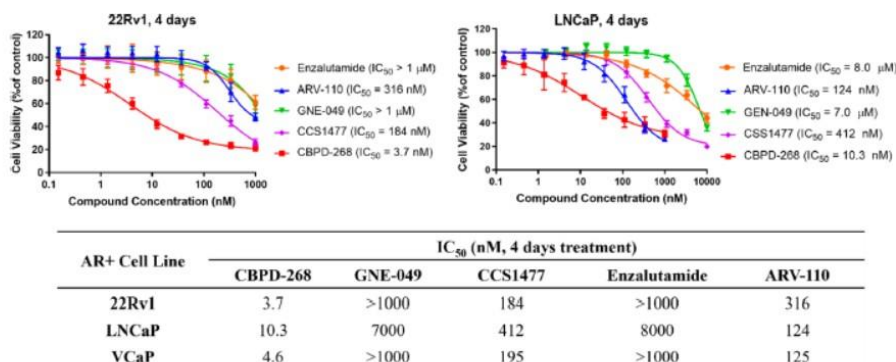 22Rv1, 4 days
Cell Viability (%of control)
120
100
80
60
40
20
0
0.1 1 10 100 1000
Compound Concentration (nM)
Enzalutamide (IC50 > 1 μM)
ARV-110 (IC50 = 316 nM)
GNE-049 (IC50 > 1 μM)
CCS1477 (IC50 = 184 nM)
CBPD-268 (IC50 = 3.7 nM)
LNCaP, 4 days
Cell Viability (%of control)
120
100
80
60
40
20
0
0.1 1 10 100 1000 10000
Compound Concentration (nM)
Enzalutamide (IC50 = 8.0 μM)
ARV-110 (IC50 = 124 nM)
GEN-049 (IC50 = 7.0 μM)
CSS1477 (IC50 = 412 nM)
CBPD-268 (IC50 = 10.3 nM)
AR+ Cell Line IC50 (nM, 4 days treatment)
CBPD-268 GNE-049 CCS1477 Enzalutamide ARV-110
22Rv1 3.7 >1000 184 >1000 316
LNCaP 10.3 7000 412 8000 124
VCaP 4.6 >1000 195 >1000 125